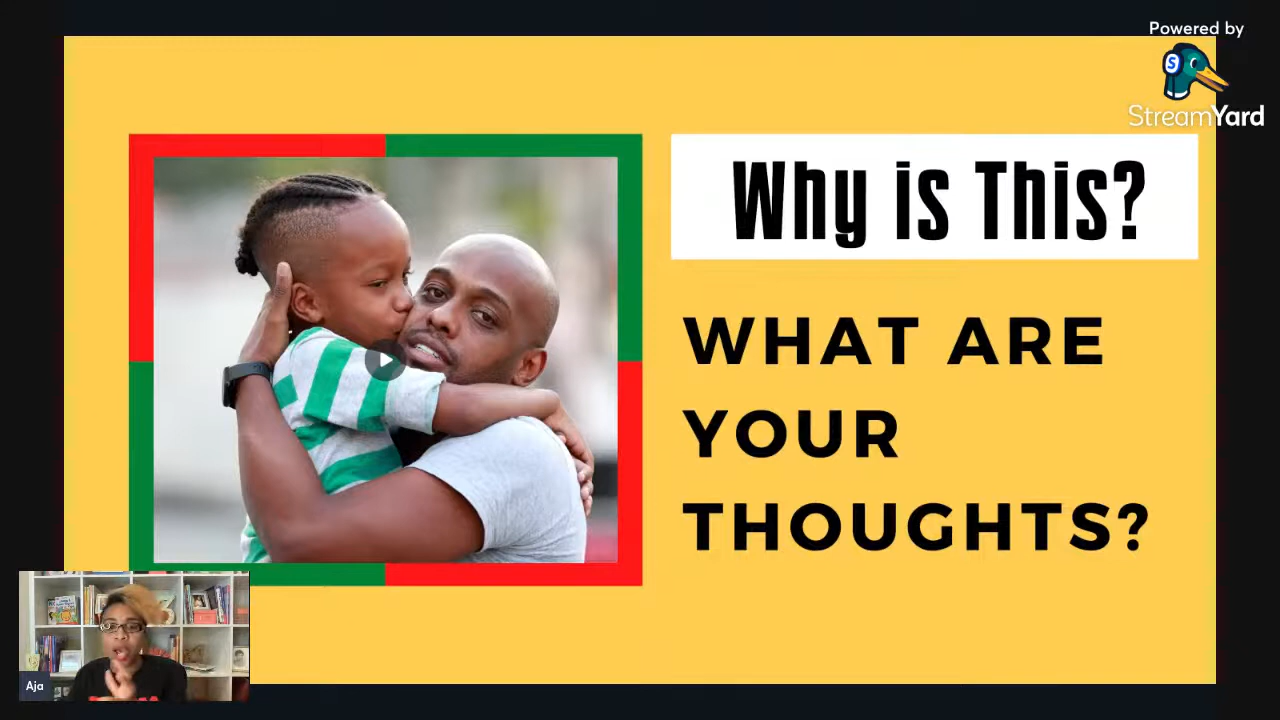 Powered by
StreamYard
Why is This?
WHAT ARE
YOUR
THOUGHTS?
Aja